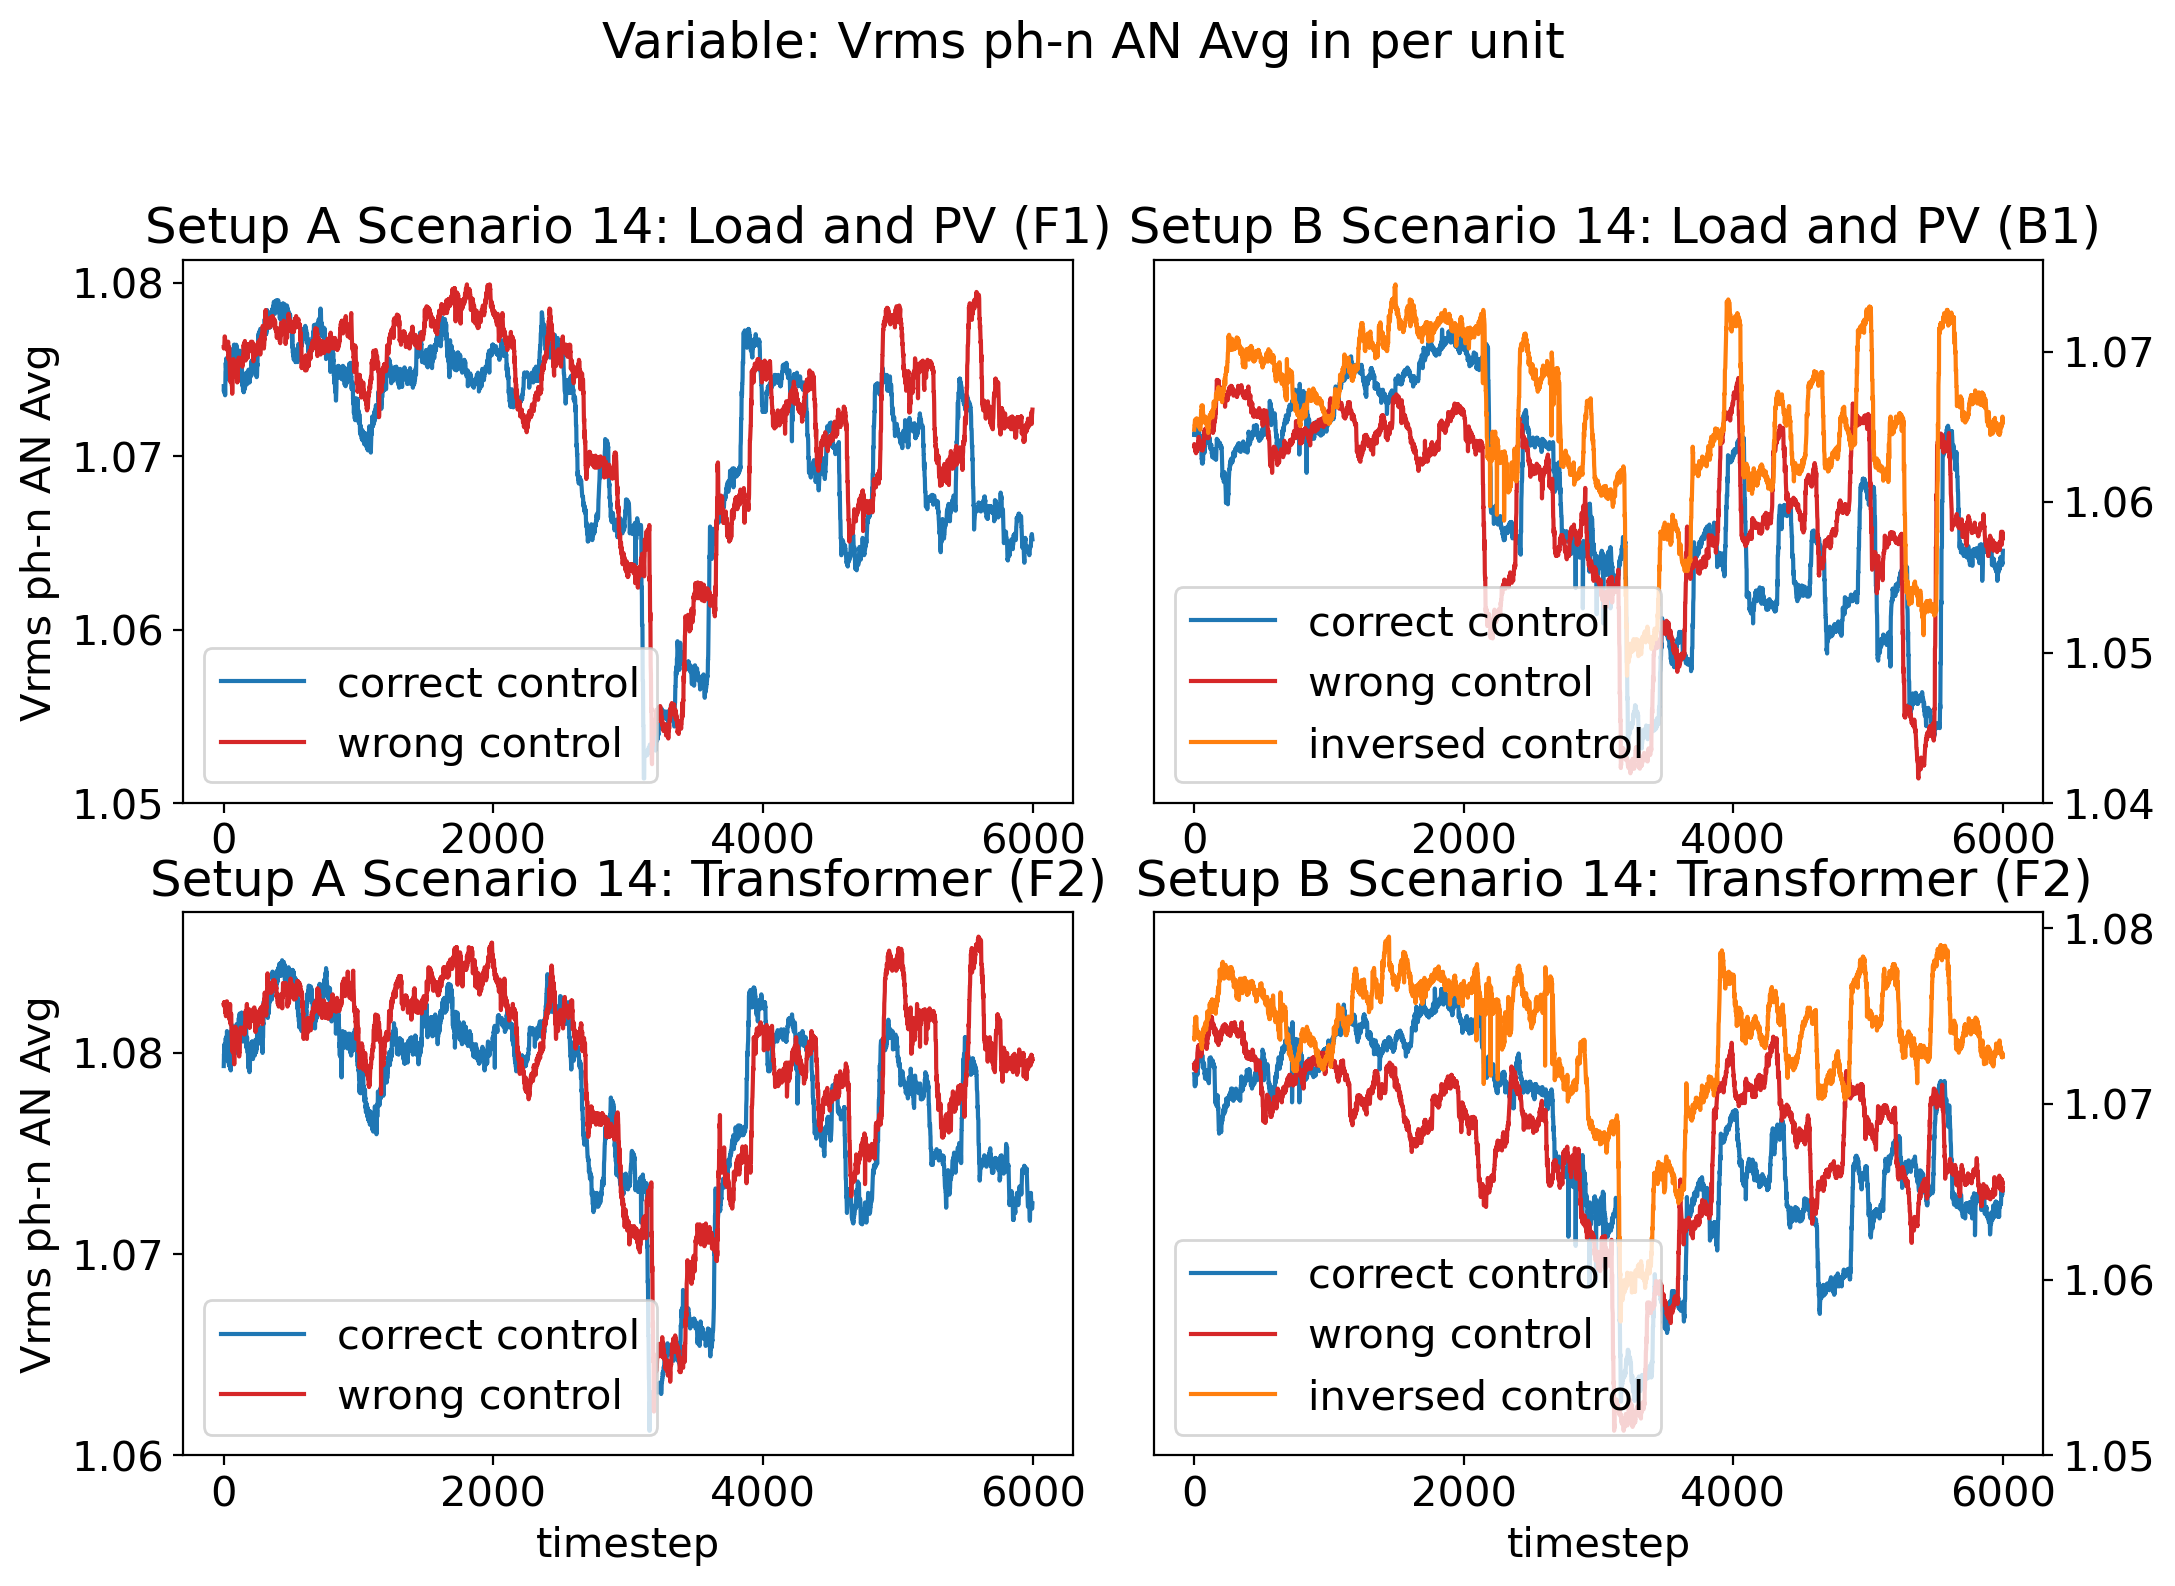 Variable: Vrms ph-n AN Avg in per unit
Setup A Scenario 14: Load and PV (F1)
Vrms ph-n AN Avg
1.08
1.07
1.06
1.05
0
2000
4000
6000
correct control
wrong control
Setup B Scenario 14: Load and PV (B1)
1.07
1.06
1.05
1.04
0
2000
4000
6000
correct control
wrong control
inversed control
Setup A Scenario 14: Transformer (F2)
Vrms ph-n AN Avg
1.08
1.07
1.06
0
2000
4000
6000
timestep
correct control
wrong control
Setup B Scenario 14: Transformer (F2)
1.08
1.07
1.06
1.05
0
2000
4000
6000
timestep
correct control
wrong control
inversed control